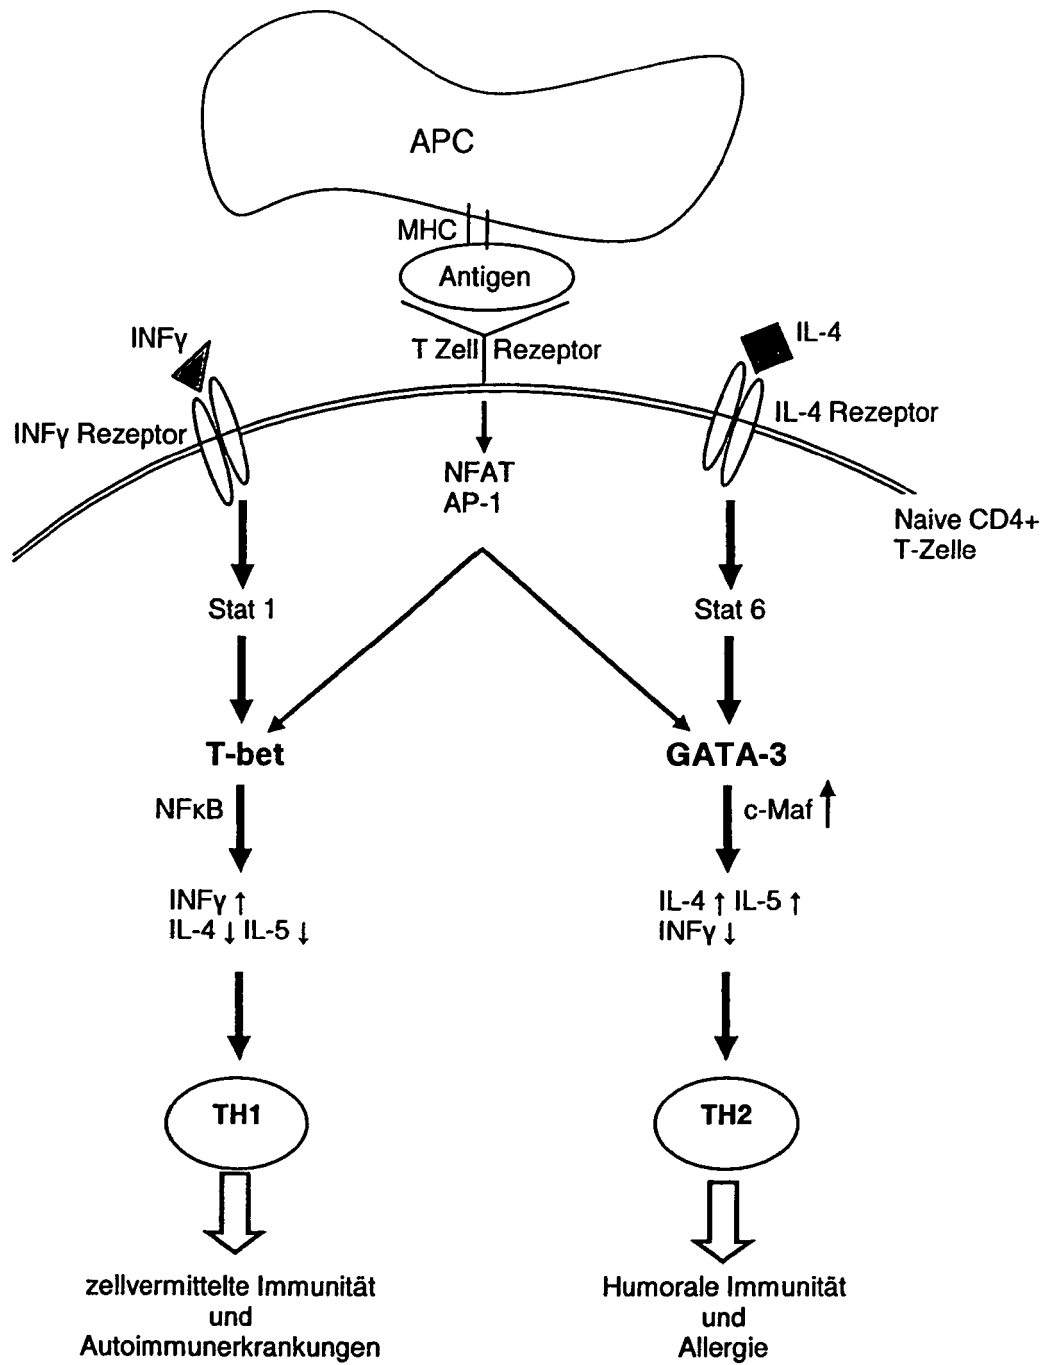 APC
MHC
Antigen
INFγ
T Zell Rezeptor
IL-4
INFγ Rezeptor
IL-4 Rezeptor
NFAT
AP-1
Naive CD4+
T-Zelle
Stat 1
Stat 6
T-bet
GATA-3
NFκB
c-Maf ↑
INFγ ↑
IL-4 ↓ IL-5 ↓
IL-4 ↑ IL-5 ↑
INFγ ↓
TH1
TH2
zellvermittelte Immunität
und
Autoimmunerkrankungen
Humorale Immunität
und
Allergie